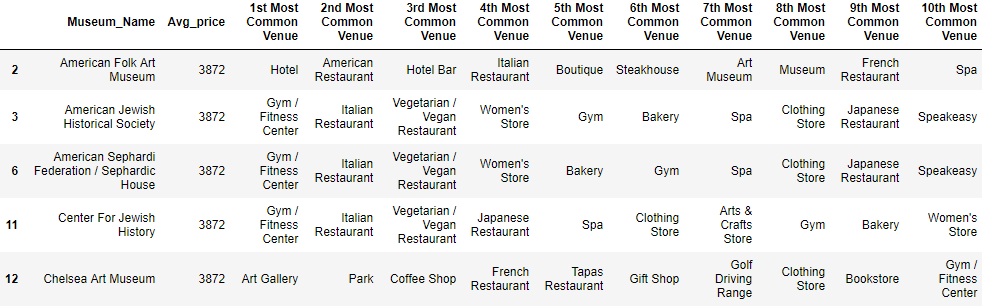 Museum_Name Avg_price 1st Most Common Venue 2nd Most Common Venue 3rd Most Common Venue 4th Most Common Venue 5th Most Common Venue 6th Most Common Venue 7th Most Common Venue 8th Most Common Venue 9th Most Common Venue 10th Most Common Venue
2 American Folk Art Museum 3872 Hotel American Restaurant Hotel Bar Italian Restaurant Boutique Steakhouse Art Museum Museum French Restaurant Spa
3 American Jewish Historical Society 3872 Gym / Fitness Center Italian Restaurant Vegetarian / Vegan Restaurant Women's Store Gym Bakery Spa Clothing Store Japanese Restaurant Speakeasy
6 American Sephardi Federation / Sephardic House 3872 Gym / Fitness Center Italian Restaurant Vegetarian / Vegan Restaurant Women's Store Bakery Gym Spa Clothing Store Japanese Restaurant Speakeasy
11 Center For Jewish History 3872 Gym / Fitness Center Italian Restaurant Vegetarian / Vegan Restaurant Japanese Restaurant Spa Clothing Store Arts & Crafts Store Gym Bakery Women's Store
12 Chelsea Art Museum 3872 Art Gallery Park Coffee Shop French Restaurant Tapas Restaurant Gift Shop Golf Driving Range Clothing Store Bookstore Gym / Fitness Center